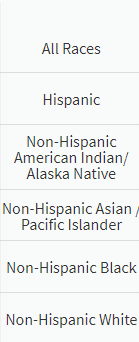 All Races
Hispanic
Non-Hispanic
American Indian/
Alaska Native
Non-Hispanic Asian /
Pacific Islander
Non-Hispanic Black
Non-Hispanic White